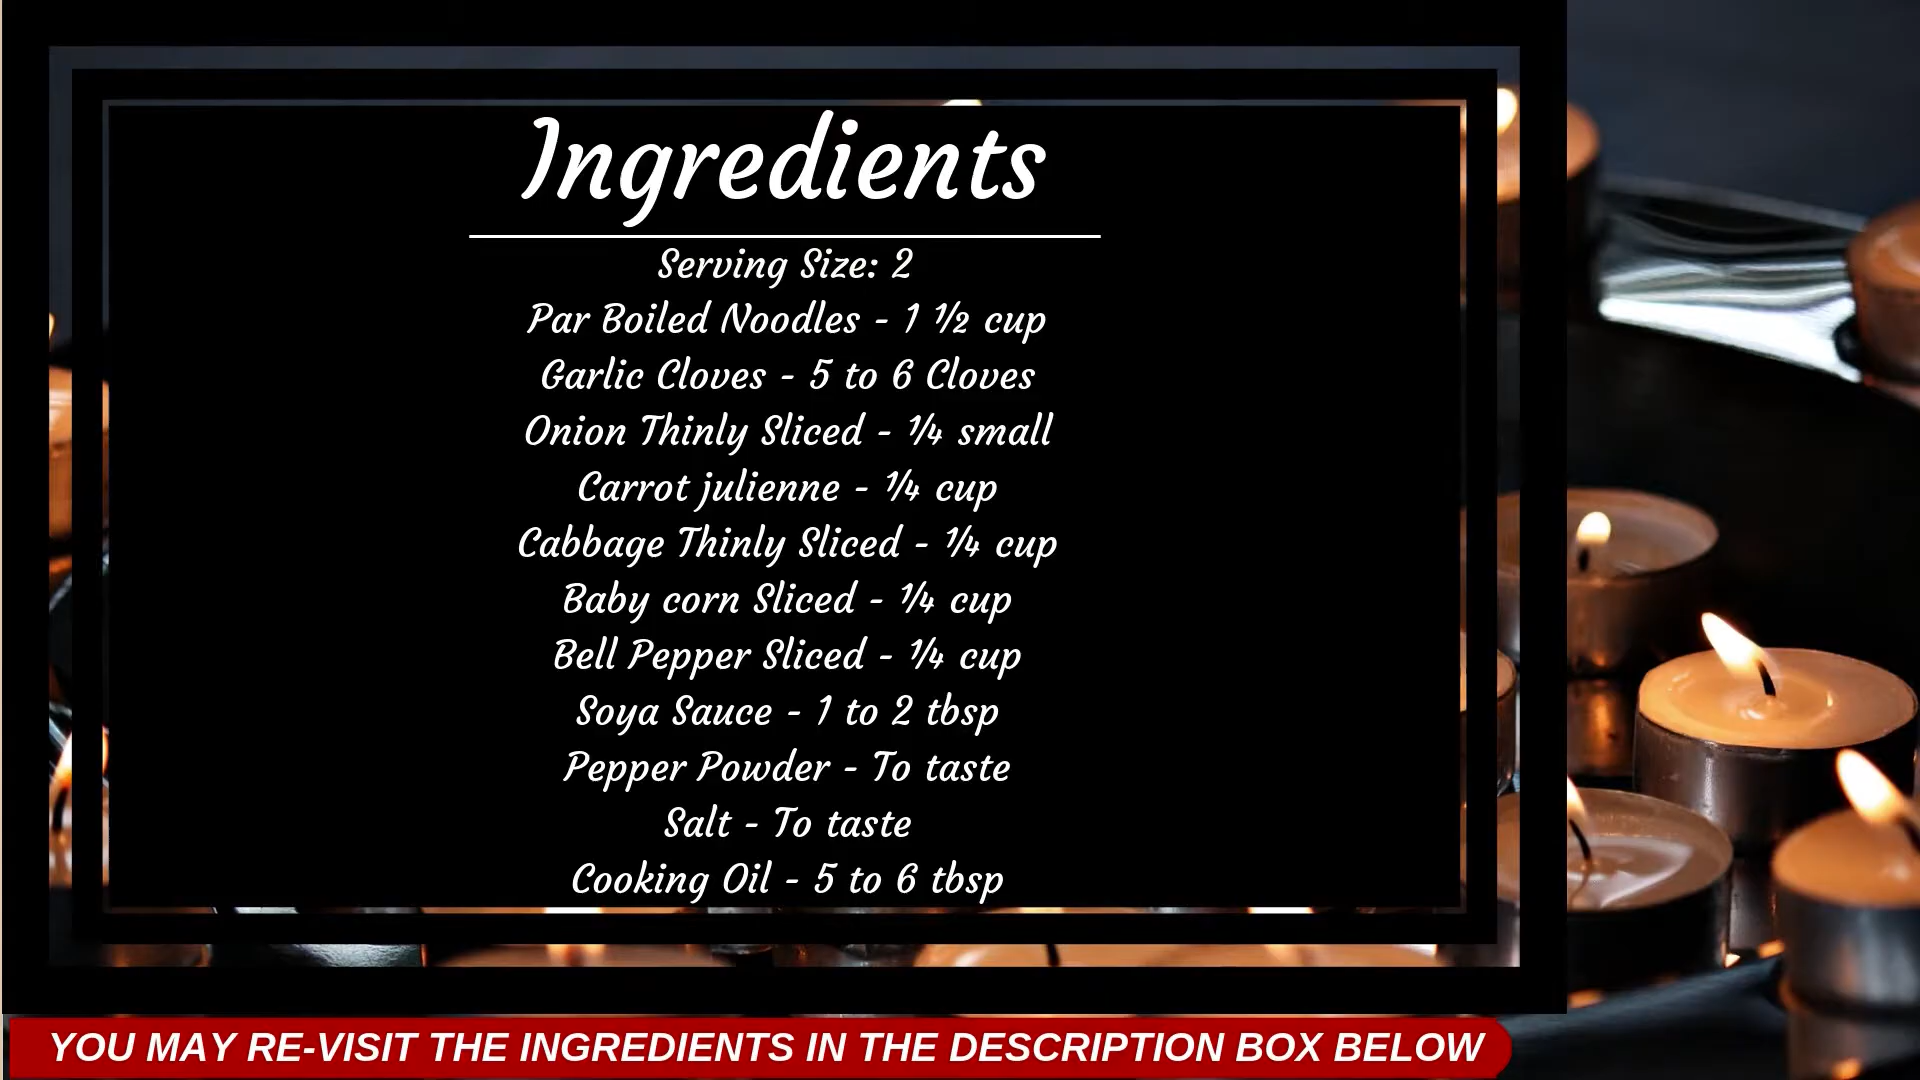 Ingredients
Serving Size: 2
Par Boiled Noodles - 1 ½ cup
Garlic Cloves - 5 to 6 Cloves
Onion Thinly Sliced - ¼ small
Carrot julienne - ¼ cup
Cabbage Thinly Sliced - ¼ cup
Baby corn Sliced - ¼ cup
Bell Pepper Sliced - ¼ cup
Soya Sauce - 1 to 2 tbsp
Pepper Powder - To taste
Salt - To taste
Cooking Oil - 5 to 6 tbsp
YOU MAY RE-VISIT THE INGREDIENTS IN THE DESCRIPTION BOX BELOW